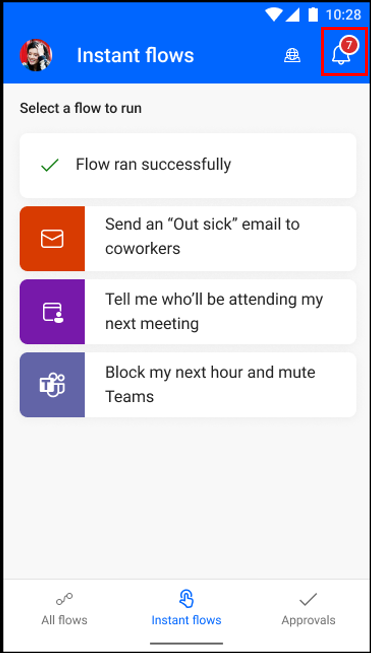 10:28
Instant flows
7
Select a flow to run
Flow ran successfully
Send an “Out sick” email to
coworkers
Tell me who’ll be attending my
next meeting
T
Block my next hour and mute
Teams
All flows
Instant flows
Approvals